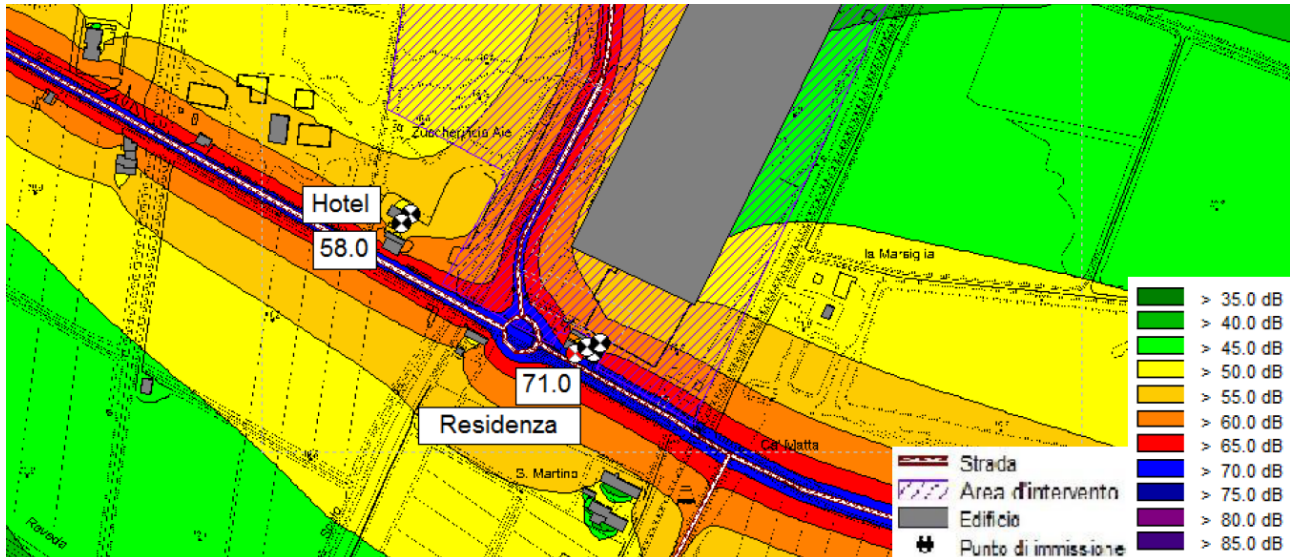 Zuccherificio Aie
Hotel
58.0
la Marsiglia
71.0
Residenza
Ca' Matta
S. Martino
Raveda
> 35.0 dB
> 40.0 dB
> 45.0 dB
> 50.0 dB
> 55.0 dB
> 60.0 dB
> 65.0 dB
> 70.0 dB
> 75.0 dB
> 80.0 dB
> 85.0 dB
Strada
Area d'intervento
Edificio
Punto di immissione